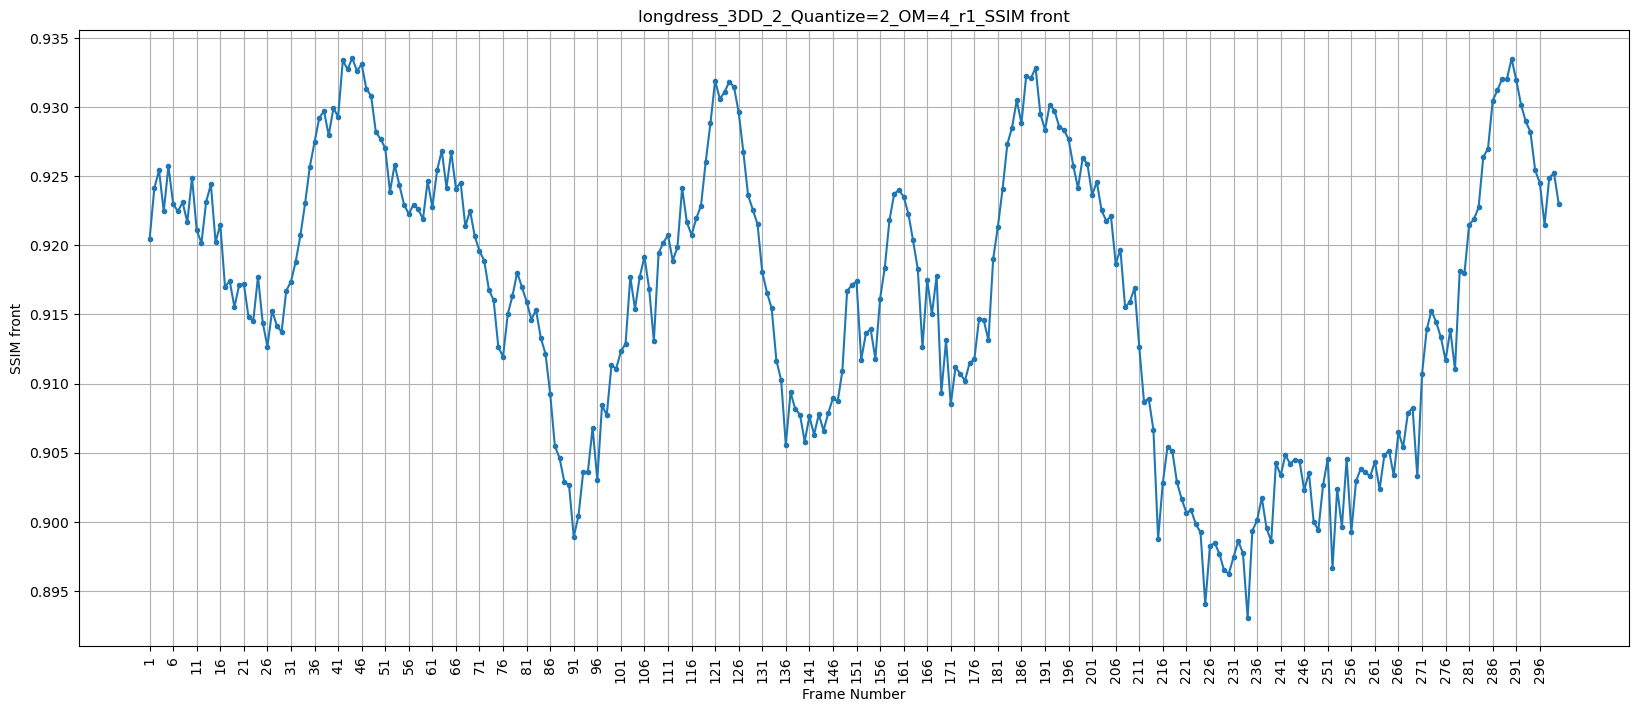 longdress_3DD_2_Quantize=2_OM=4_r1_SSIM front
SSIM front
0.935
0.930
0.925
0.920
0.915
0.910
0.905
0.900
0.895
1 6 11 16 21 26 31 36 41 46 51 56 61 66 71 76 81 86 91 96 101 106 111 116 121 126 131 136 141 146 151 156 161 166 171 176 181 186 191 196 201 206 211 216 221 226 231 236 241 246 251 256 261 266 271 276 281 286 291 296
Frame Number